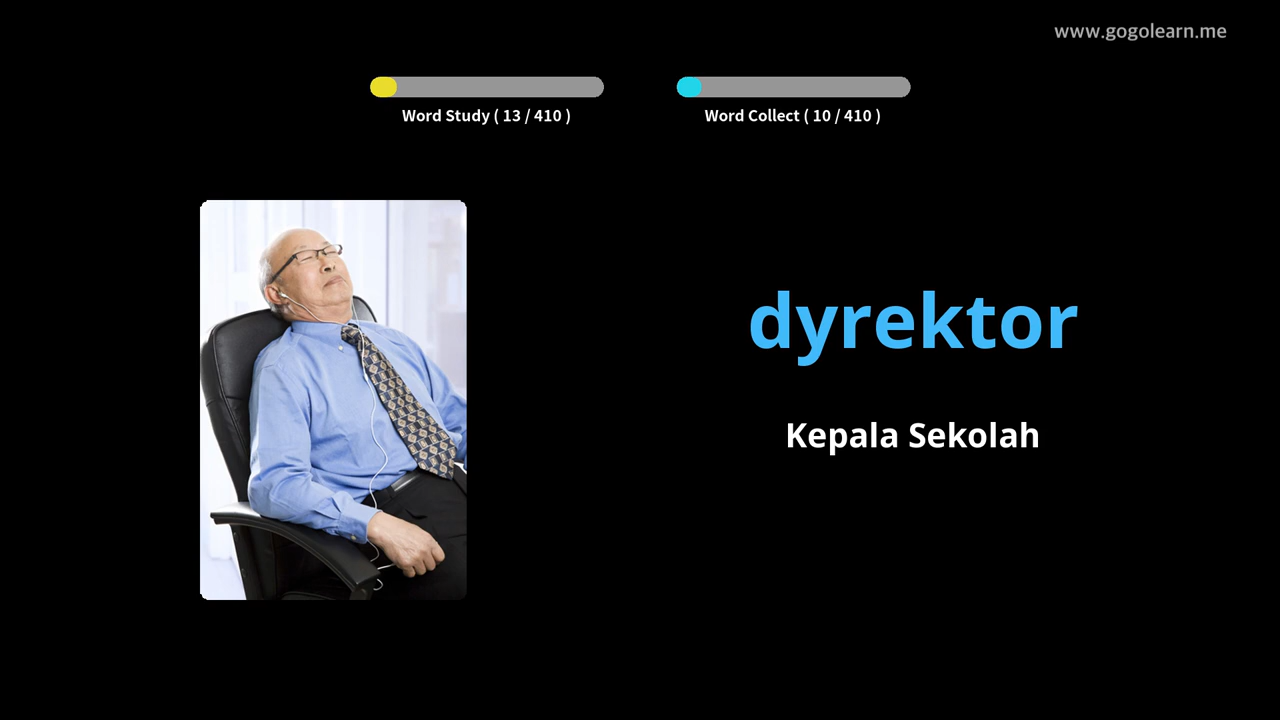 www.gogolearn.me
Word Study ( 13 / 410 )
Word Collect ( 10 / 410 )
dyrektor
Kepala Sekolah